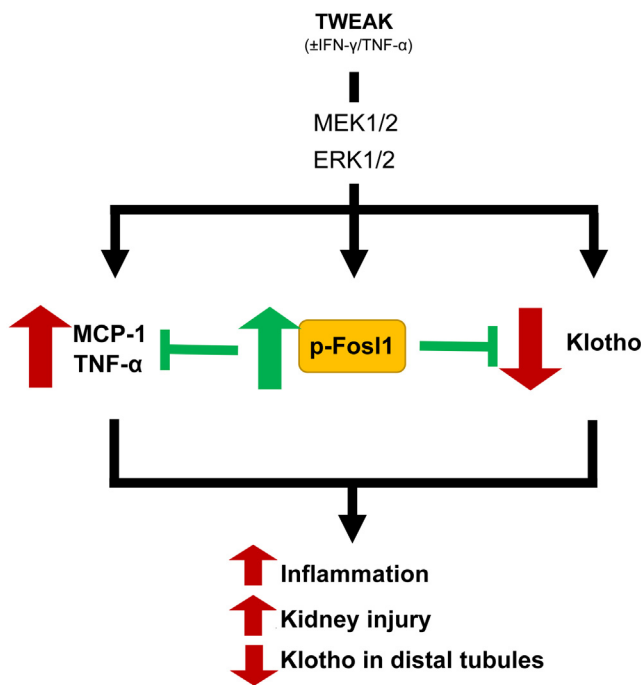 TWEAK
(±IFN-γ/TNF-α)
MEK1/2
ERK1/2
MCP-1
TNF-α
p-Fosl1
Klotho
Inflammation
Kidney injury
Klotho in distal tubules